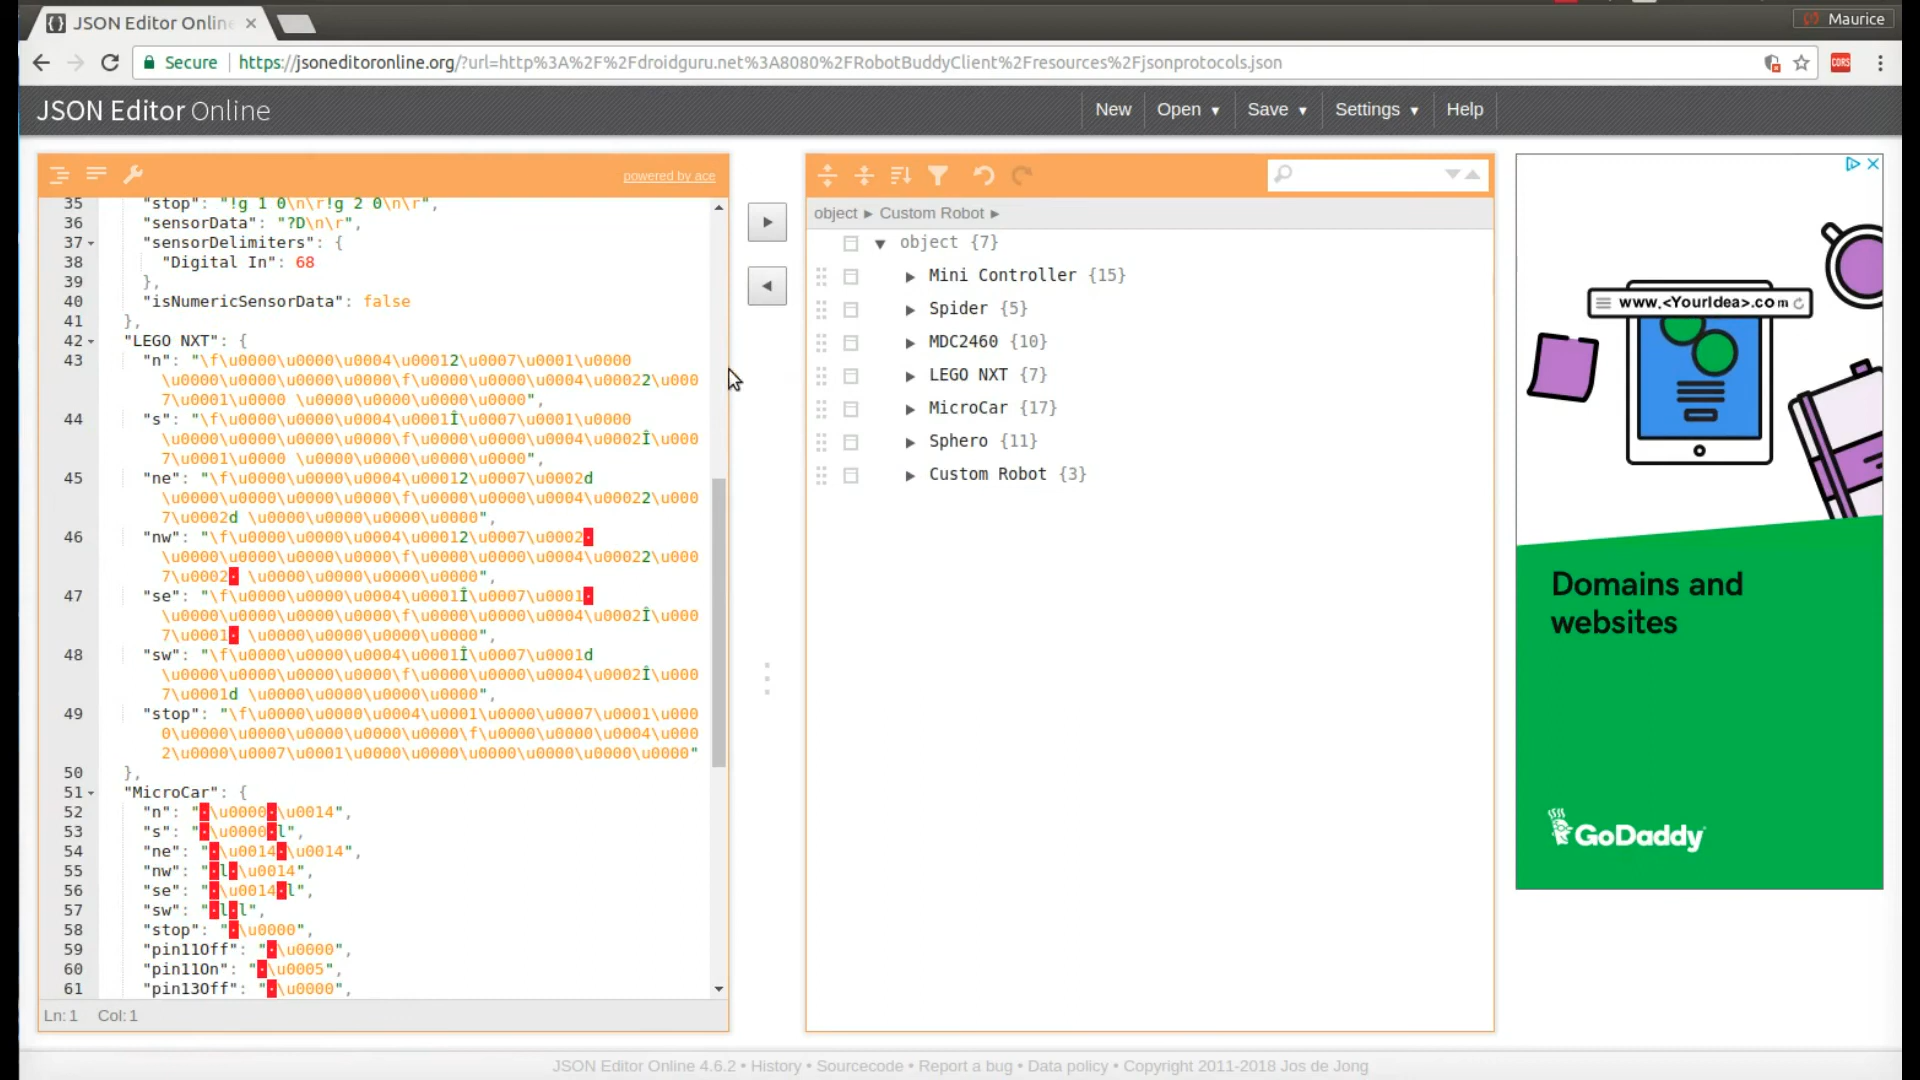 JSON Editor Online
Maurice
Secure
https://jsoneditoronline.org/?url=http%3A%2F%2Fdroidguru.net%3A8080%2FRobotBuddyClient%2Fresources%2Fjsonprotocols.json
CORS
JSON Editor Online
New
Open
Save
Settings
Help
powered by ace
35 "stop": "!g 1 0\n\r!g 2 0\n\r",
36 "sensorData": "?D\n\r",
37 "sensorDelimiters": {
38 "Digital In": 68
39 },
40 "isNumericSensorData": false
41 },
42 "LEGO NXT": {
43 "n": "\f\u0000\u0000\u0004\u00012\u0007\u0001\u0000
\u0000\u0000\u0000\u0000\f\u0000\u0000\u0004\u00022\u000
7\u0001\u0000 \u0000\u0000\u0000\u0000",
44 "s": "\f\u0000\u0000\u0004\u0001Î\u0007\u0001\u0000
\u0000\u0000\u0000\u0000\f\u0000\u0000\u0004\u0002Î\u000
7\u0001\u0000 \u0000\u0000\u0000\u0000",
45 "ne": "\f\u0000\u0000\u0004\u00012\u0007\u0002d
\u0000\u0000\u0000\u0000\f\u0000\u0000\u0004\u00022\u000
7\u0002d \u0000\u0000\u0000\u0000",
46 "nw": "\f\u0000\u0000\u0004\u00012\u0007\u0002·
\u0000\u0000\u0000\u0000\f\u0000\u0000\u0004\u00022\u000
7\u0002· \u0000\u0000\u0000\u0000",
47 "se": "\f\u0000\u0000\u0004\u0001Î\u0007\u0001·
\u0000\u0000\u0000\u0000\f\u0000\u0000\u0004\u0002Î\u000
7\u0001· \u0000\u0000\u0000\u0000",
48 "sw": "\f\u0000\u0000\u0004\u0001Î\u0007\u0001d
\u0000\u0000\u0000\u0000\f\u0000\u0000\u0004\u0002Î\u000
7\u0001d \u0000\u0000\u0000\u0000",
49 "stop": "\f\u0000\u0000\u0004\u0001\u0000\u0007\u0001\u000
0\u0000\u0000\u0000\u0000\f\u0000\u0000\u0004\u000
2\u0000\u0007\u0001\u0000\u0000\u0000\u0000\u0000"
50 },
51 "MicroCar": {
52 "n": "·\u0000·\u0014",
53 "s": "·\u0000·l",
54 "ne": "·\u0014·\u0014",
55 "nw": "·l·\u0014",
56 "se": "·\u0014·l",
57 "sw": "·l·l",
58 "stop": "·\u0000",
59 "pin11Off": "·\u0000",
60 "pin11On": "·\u0005",
61 "pin13Off": "·\u0000",
Ln: 1 Col: 1
object ► Custom Robot ►
object {7}
Mini Controller {15}
Spider {5}
MDC2460 {10}
LEGO NXT {7}
MicroCar {17}
Sphero {11}
Custom Robot {3}
www.<YourIdea>.com
Domains and
websites
GoDaddy
JSON Editor Online 4.6.2 • History • Sourcecode • Report a bug • Data policy • Copyright 2011-2018 Jos de Jong